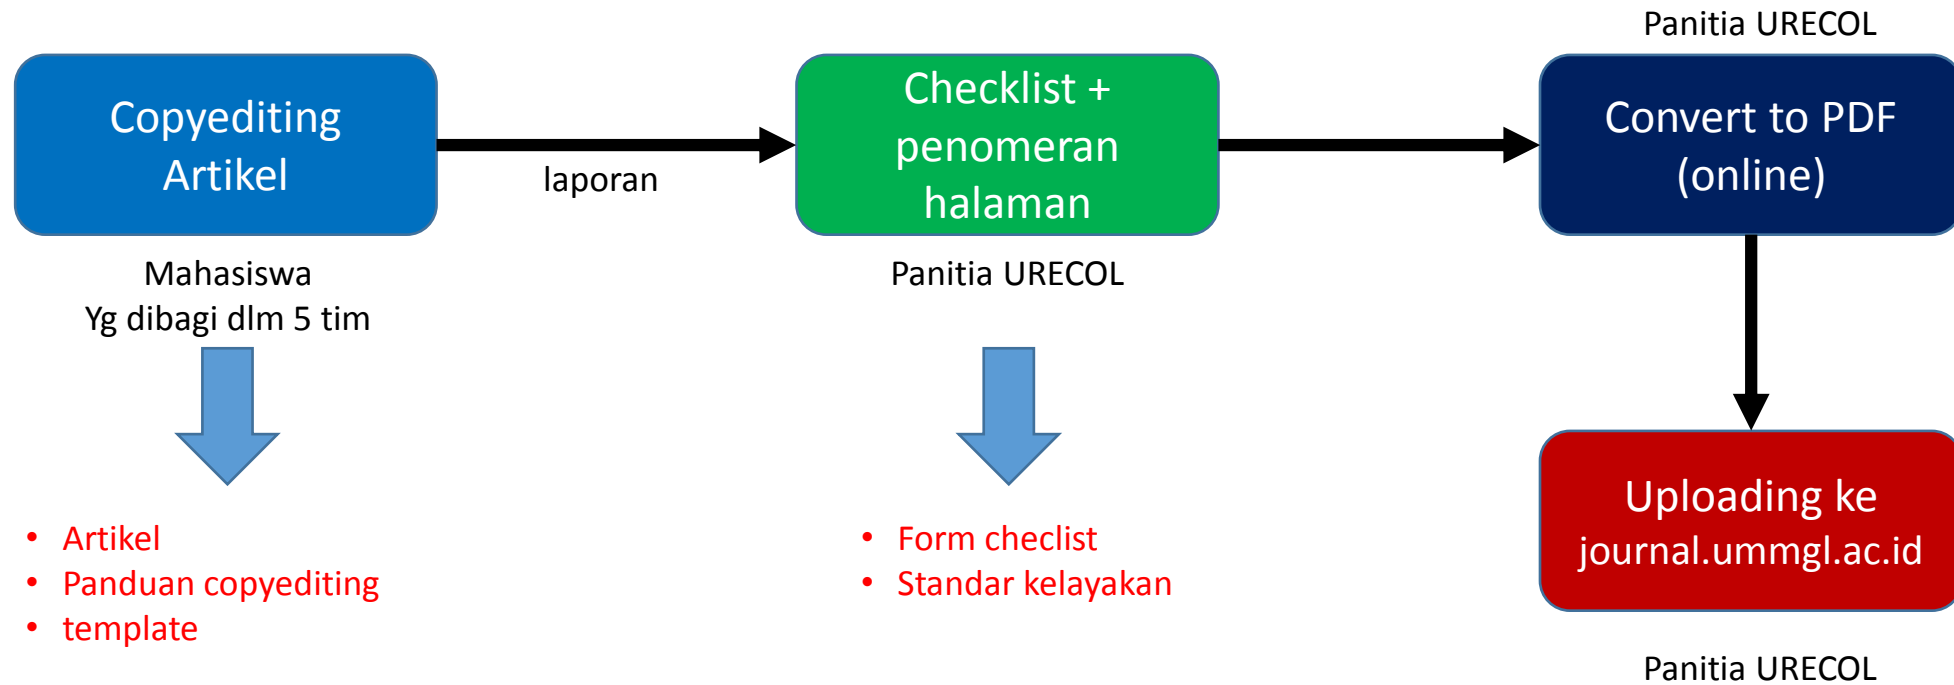 Copyediting
Artikel
Mahasiswa
Yg dibagi dlm 5 tim
• Artikel
• Panduan copyediting
• template
laporan
Checklist +
penomeran
halaman
Panitia URECOL
• Form checlist
• Standar kelayakan
Panitia URECOL
Convert to PDF
(online)
Uploading ke
journal.ummgl.ac.id
Panitia URECOL